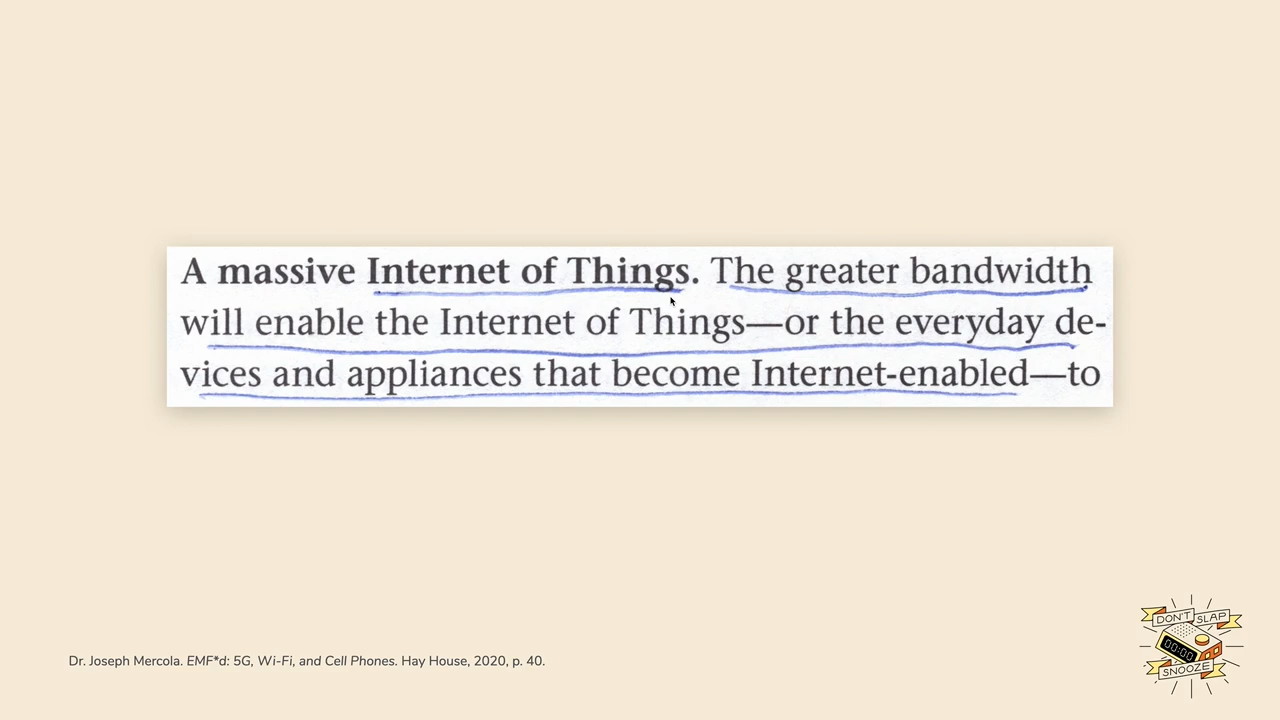 A massive Internet of Things. The greater bandwidth
will enable the Internet of Things—or the everyday de-
vices and appliances that become Internet-enabled—to
DON'T SLAP
00:00
SNOOZE
Dr. Joseph Mercola. EMF*d: 5G, Wi-Fi, and Cell Phones. Hay House, 2020, p. 40.